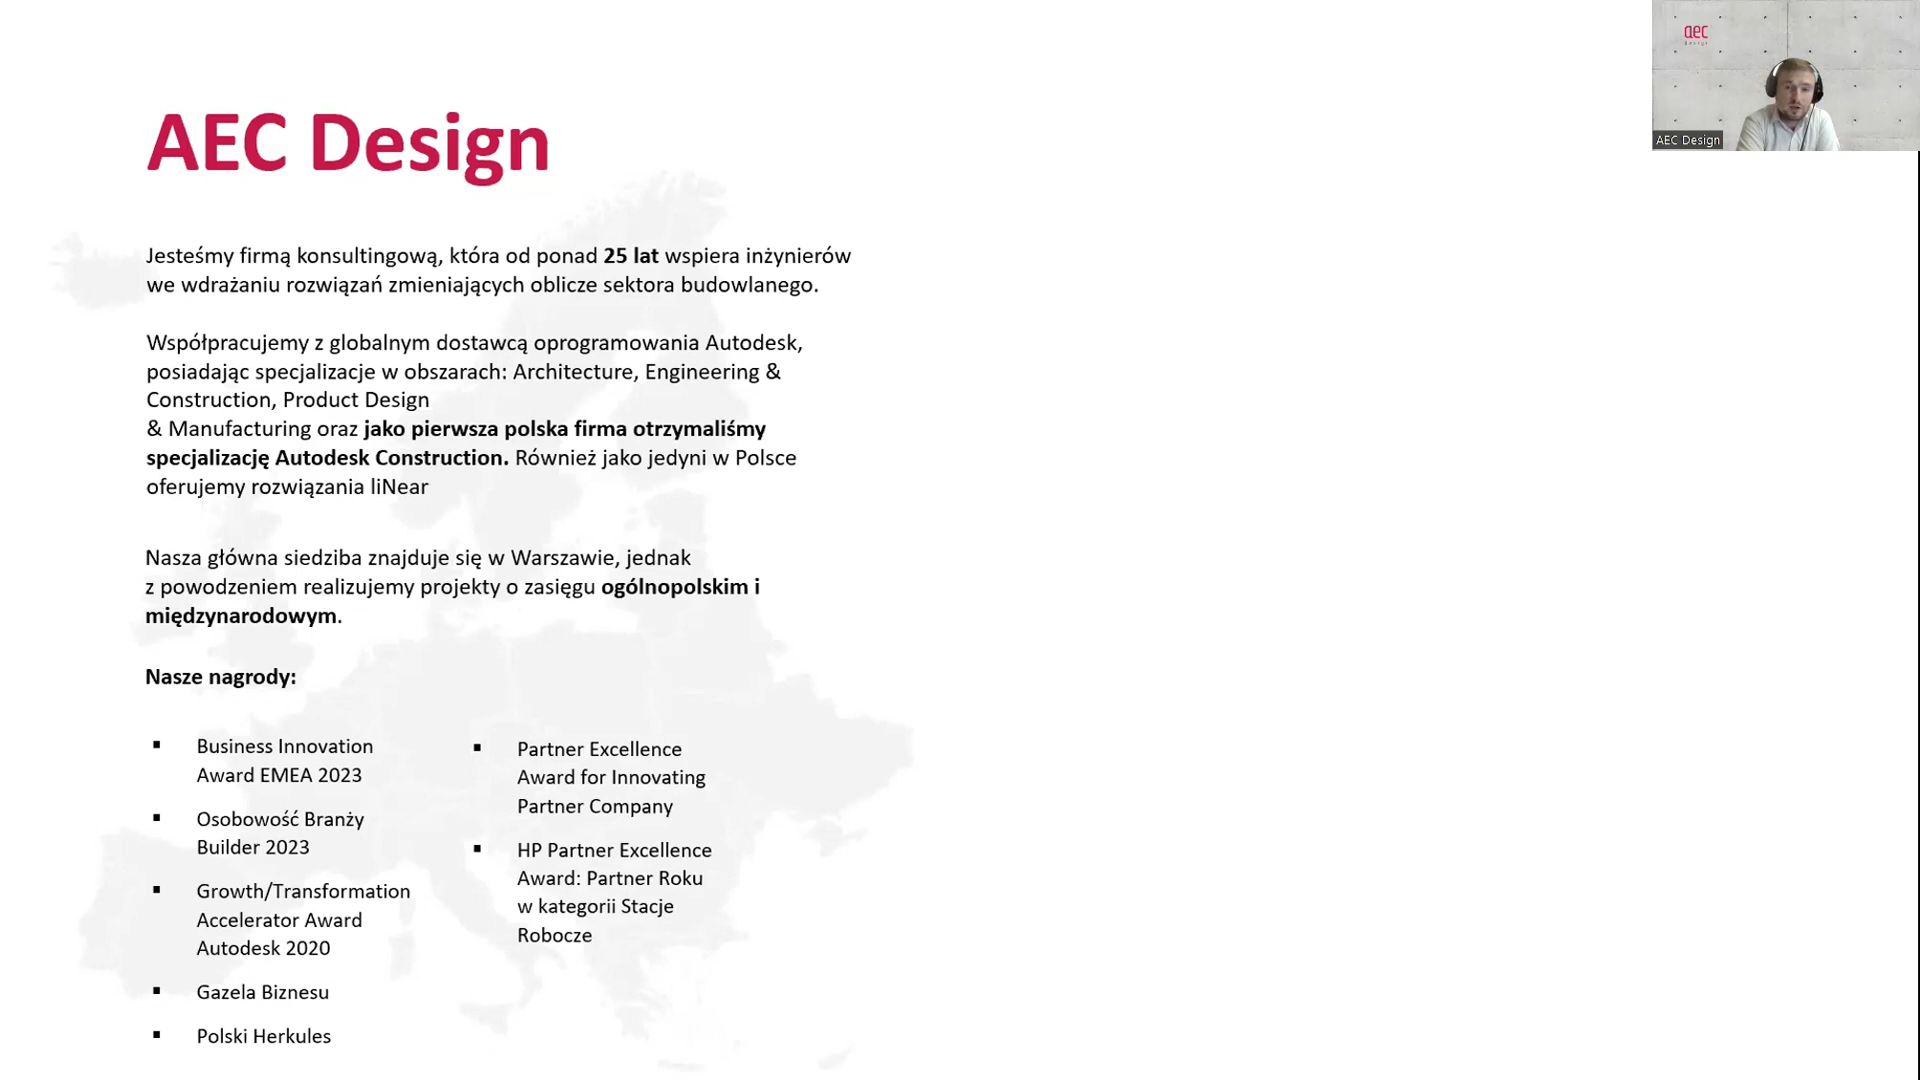 AEC Design
Jesteśmy firmą konsultingową, która od ponad 25 lat wspiera inżynierów
we wdrażaniu rozwiązań zmieniających oblicze sektora budowlanego.
Współpracujemy z globalnym dostawcą oprogramowania Autodesk,
posiadając specjalizacje w obszarach: Architecture, Engineering &
Construction, Product Design
& Manufacturing oraz jako pierwsza polska firma otrzymaliśmy
specjalizację Autodesk Construction. Również jako jedyni w Polsce
oferujemy rozwiązania liNear
Nasza główna siedziba znajduje się w Warszawie, jednak
z powodzeniem realizujemy projekty o zasięgu ogólnopolskim i
międzynarodowym.
Nasze nagrody:
Business Innovation
Award EMEA 2023
Osobowość Branży
Builder 2023
Growth/Transformation
Accelerator Award
Autodesk 2020
Gazela Biznesu
Polski Herkules
Partner Excellence
Award for Innovating
Partner Company
HP Partner Excellence
Award: Partner Roku
w kategorii Stacje
Robocze
aec
Design
AEC Design